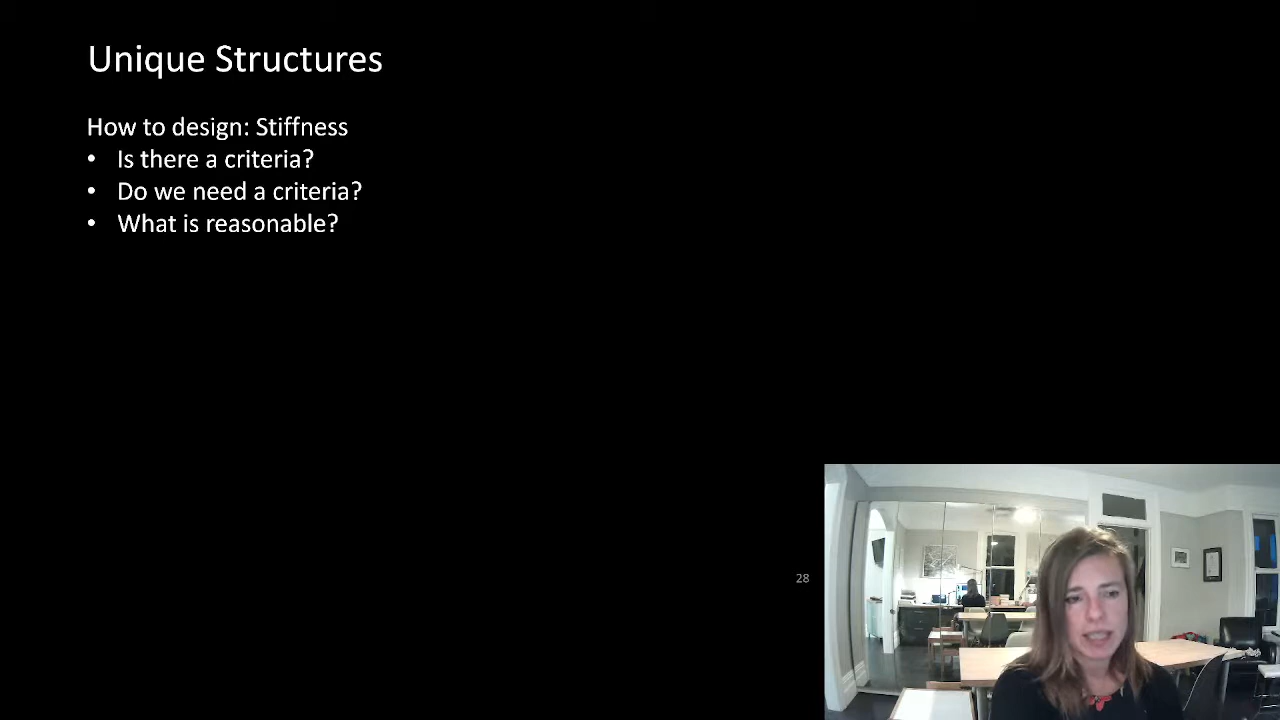 Unique Structures
How to design: Stiffness
• Is there a criteria?
• Do we need a criteria?
• What is reasonable?
28